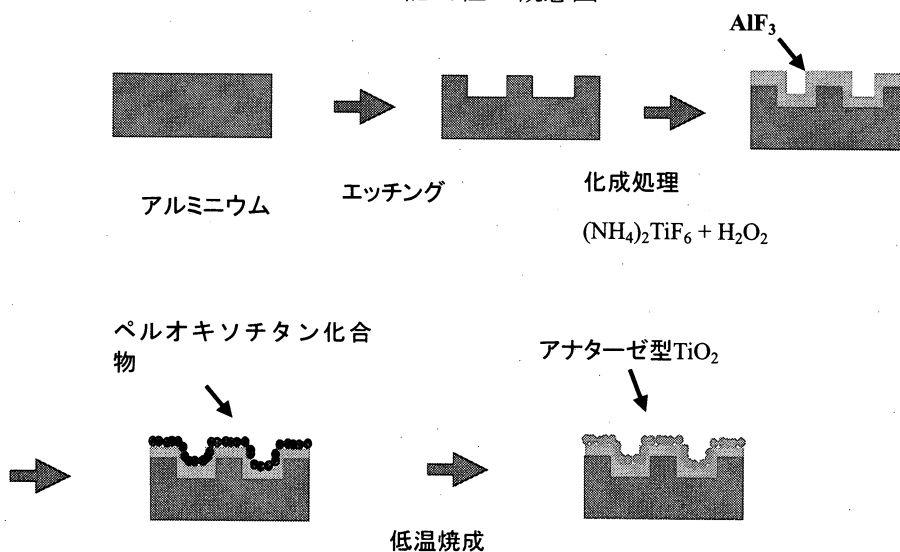 AlF3
アルミニウム
エッチング
化成処理
(NH4)2TiF6 + H2O2
ペルオキソチタン化合
物
アナターゼ型TiO2
低温焼成